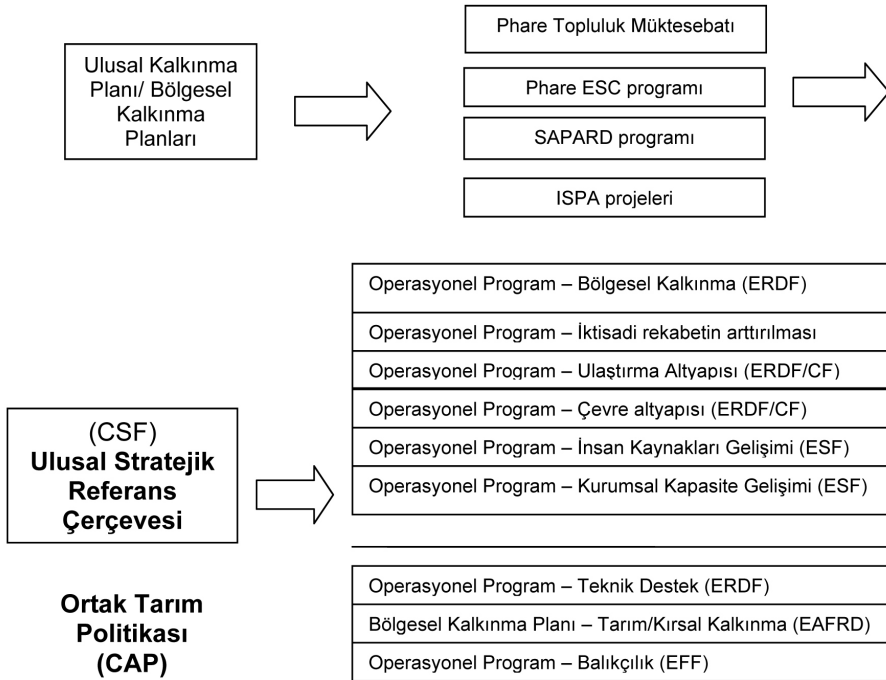 Ulusal Kalkınma
Planı/ Bölgesel
Kalkınma
Planları
Phare Topluluk Müktesebatı
Phare ESC programı
SAPARD programı
ISPA projeleri
(CSF)
Ulusal Stratejik
Referans
Çerçevesi
Operasyonel Program – Bölgesel Kalkınma (ERDF)
Operasyonel Program – İktisadi rekabetin arttırılması
Operasyonel Program – Ulaştırma Altyapısı (ERDF/CF)
Operasyonel Program – Çevre altyapısı (ERDF/CF)
Operasyonel Program – İnsan Kaynakları Gelişimi (ESF)
Operasyonel Program – Kurumsal Kapasite Gelişimi (ESF)
Ortak Tarım
Politikası
(CAP)
Operasyonel Program – Teknik Destek (ERDF)
Bölgesel Kalkınma Planı – Tarım/Kırsal Kalkınma (EAFRD)
Operasyonel Program – Balıkçılık (EFF)